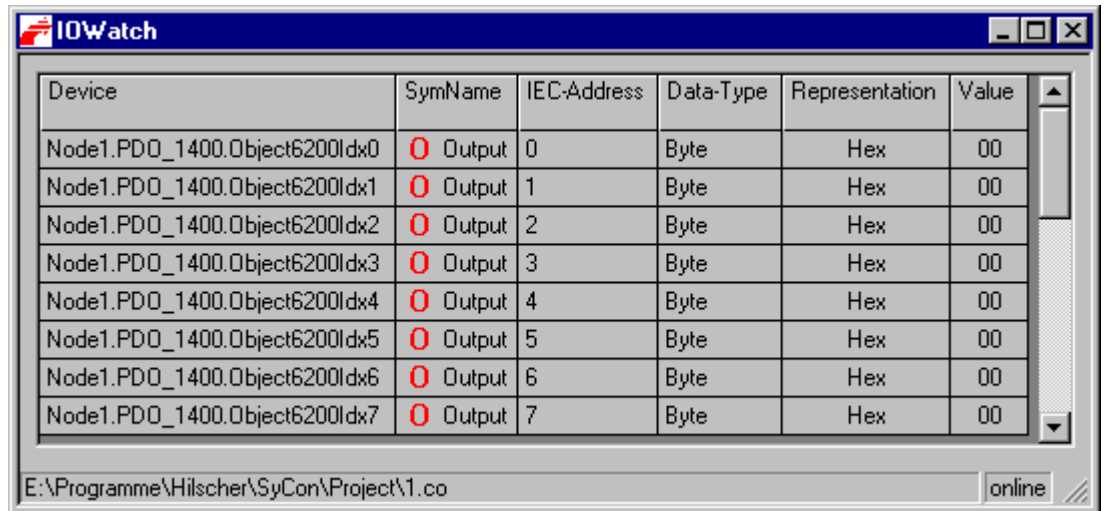 IOWatch
Device SymName IEC-Address Data-Type Representation Value
Node1.PDO_1400.Object6200Idx0 O Output 0 Byte Hex 00
Node1.PDO_1400.Object6200Idx1 O Output 1 Byte Hex 00
Node1.PDO_1400.Object6200Idx2 O Output 2 Byte Hex 00
Node1.PDO_1400.Object6200Idx3 O Output 3 Byte Hex 00
Node1.PDO_1400.Object6200Idx4 O Output 4 Byte Hex 00
Node1.PDO_1400.Object6200Idx5 O Output 5 Byte Hex 00
Node1.PDO_1400.Object6200Idx6 O Output 6 Byte Hex 00
Node1.PDO_1400.Object6200Idx7 O Output 7 Byte Hex 00
E:\Programme\Hilscher\SyCon\Project\1.co online